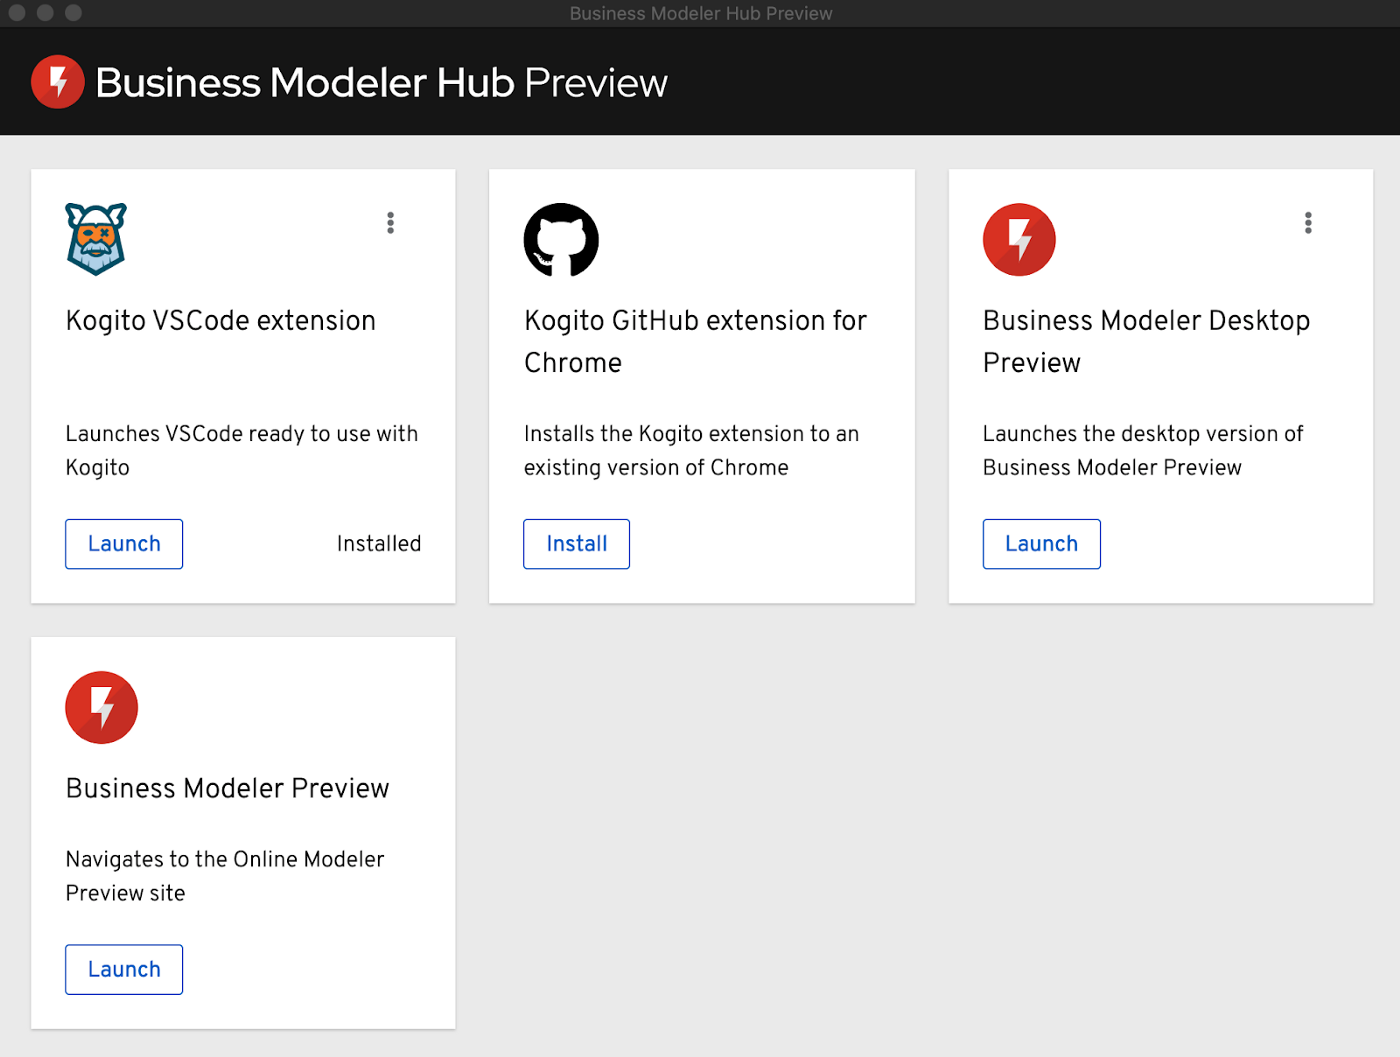 Business Modeler Hub Preview
Business Modeler Hub Preview
Kogito VSCode extension
Launches VSCode ready to use with
Kogito
Launch
Installed
Kogito GitHub extension for
Chrome
Installs the Kogito extension to an
existing version of Chrome
Install
Business Modeler Desktop
Preview
Launches the desktop version of
Business Modeler Preview
Launch
Business Modeler Preview
Navigates to the Online Modeler
Preview site
Launch